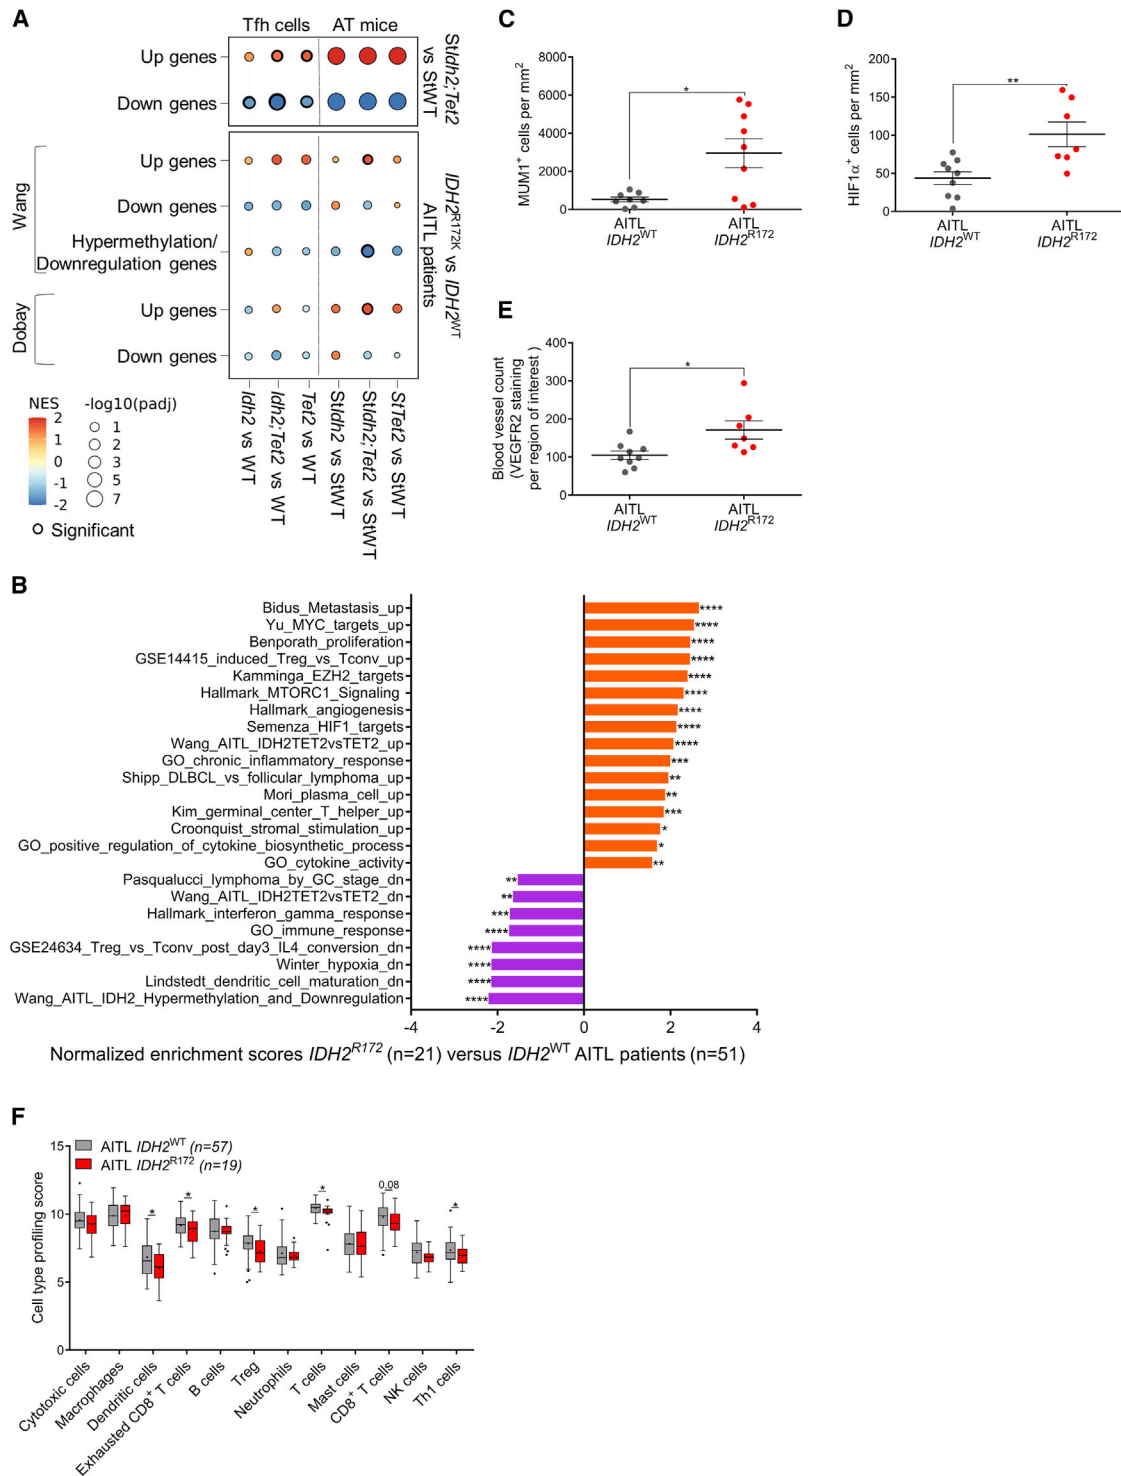 A
Tfh cells
AT mice
Up genes
Down genes
StIdh2;Tet2
vs StWT
Wang
Up genes
Down genes
Hypermethylation/
Downregulation genes
Dobay
Up genes
Down genes
IDH2R172K vs IDH2WT
AITL patients
NES
2
1
0
-1
-2
-log10(padj)
1
2
3
5
7
Significant
Idh2 vs WT
Idh2;Tet2 vs WT
Tet2 vs WT
StIdh2 vs StWT
StIdh2;Tet2 vs StWT
StTet2 vs StWT
C
MUM1+ cells per mm2
8000
6000
4000
2000
0
*
AITL
IDH2WT
AITL
IDH2R172
D
HIF1α+ cells per mm2
200
150
100
50
0
**
AITL
IDH2WT
AITL
IDH2R172
E
Blood vessel count
(VEGFR2 staining
per region of interest )
400
300
200
100
0
*
AITL
IDH2WT
AITL
IDH2R172
B
Bidus_Metastasis_up ****
Yu_MYC_targets_up ****
Benporath_proliferation ****
GSE14415_induced_Treg_vs_Tconv_up ****
Kamminga_EZH2_targets ****
Hallmark_MTORC1_Signaling ****
Hallmark_angiogenesis ****
Semenza_HIF1_targets ****
Wang_AITL_IDH2TET2vsTET2_up ****
GO_chronic_inflammatory_response ***
Shipp_DLBCL_vs_follicular_lymphoma_up **
Mori_plasma_cell_up **
Kim_germinal_center_T_helper_up ***
Croonquist_stromal_stimulation_up *
GO_positive_regulation_of_cytokine_biosynthetic_process *
GO_cytokine_activity **
Pasqualucci_lymphoma_by_GC_stage_dn **
Wang_AITL_IDH2TET2vsTET2_dn **
Hallmark_interferon_gamma_response ***
GO_immune_response ****
GSE24634_Treg_vs_Tconv_post_day3_IL4_conversion_dn ****
Winter_hypoxia_dn ****
Lindstedt_dendritic_cell_maturation_dn ****
Wang_AITL_IDH2_Hypermethylation_and_Downregulation ****
-4 -2 0 2 4
Normalized enrichment scores IDH2R172 (n=21) versus IDH2WT AITL patients (n=51)
F
AITL IDH2WT (n=57)
AITL IDH2R172 (n=19)
Cell type profiling score
15
10
5
0
* * * * 0.08 *
Cytotoxic cells
Macrophages
Dendritic cells
Exhausted CD8+ T cells
B cells
Treg
Neutrophils
T cells
Mast cells
CD8+ T cells
NK cells
Th1 cells